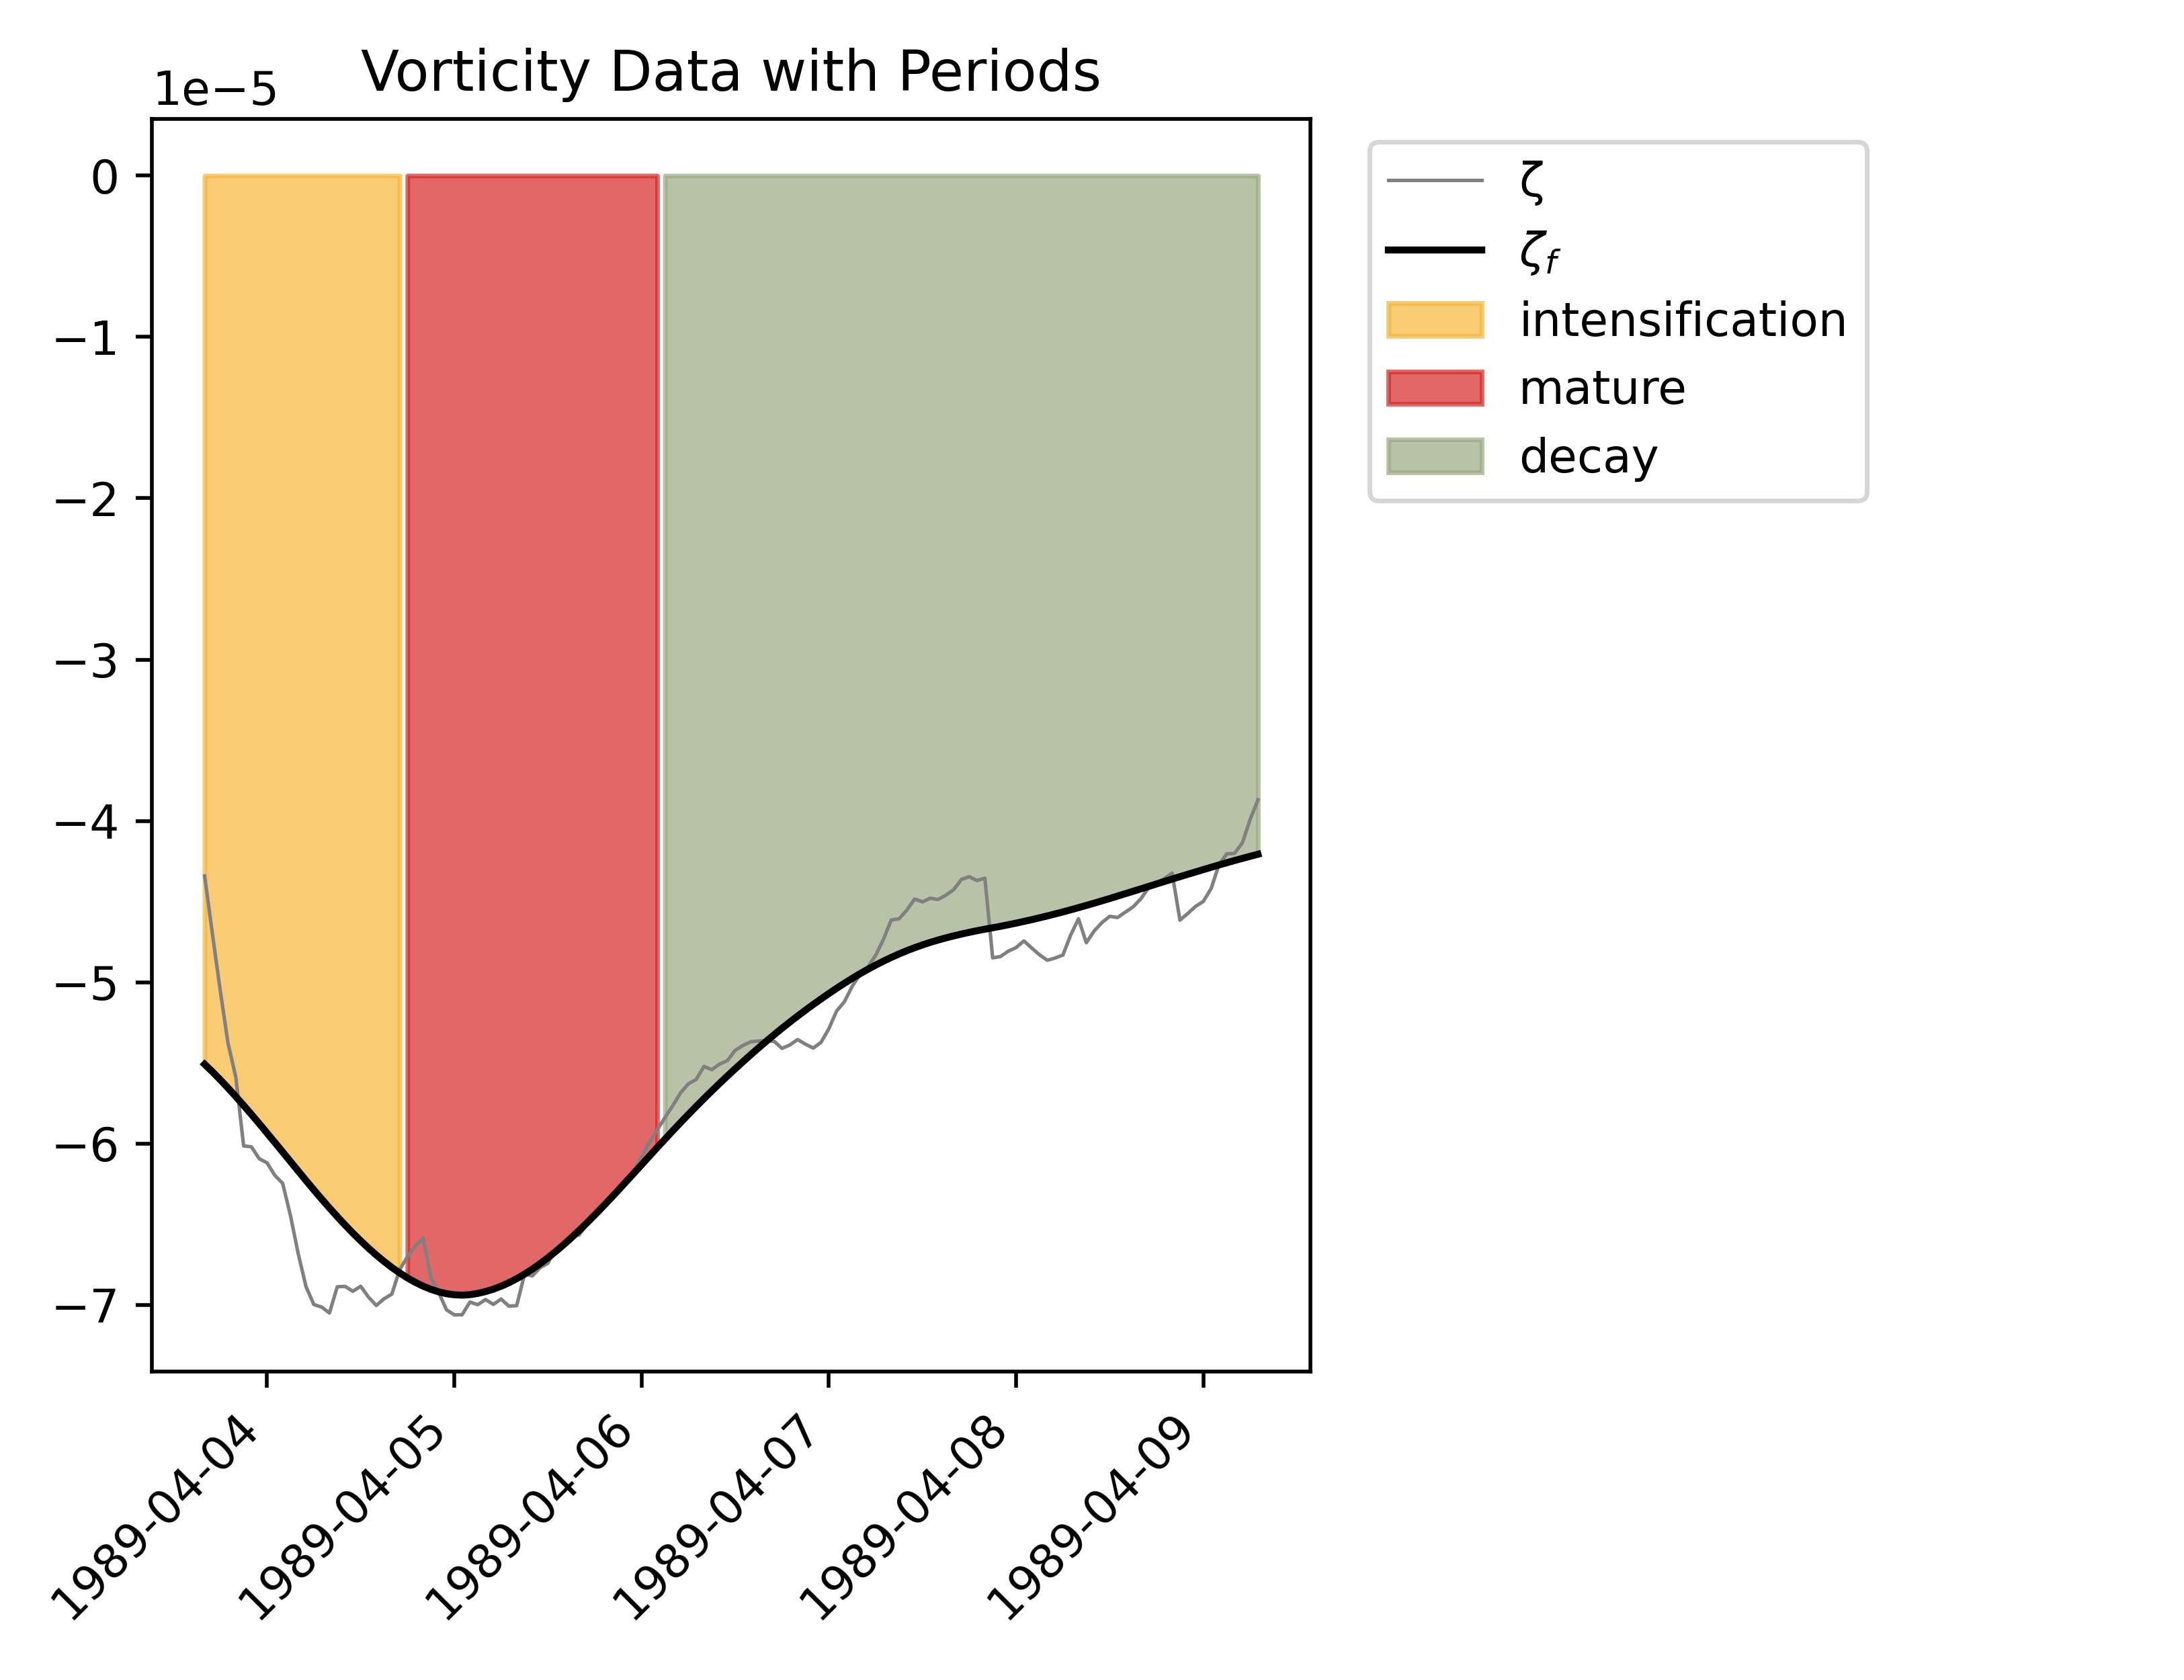 Vorticity Data with Periods
1e−5
0
−1
−2
−3
−4
−5
−6
−7
1989-04-04
1989-04-05
1989-04-06
1989-04-07
1989-04-08
1989-04-09
ζ
ζf
intensification
mature
decay